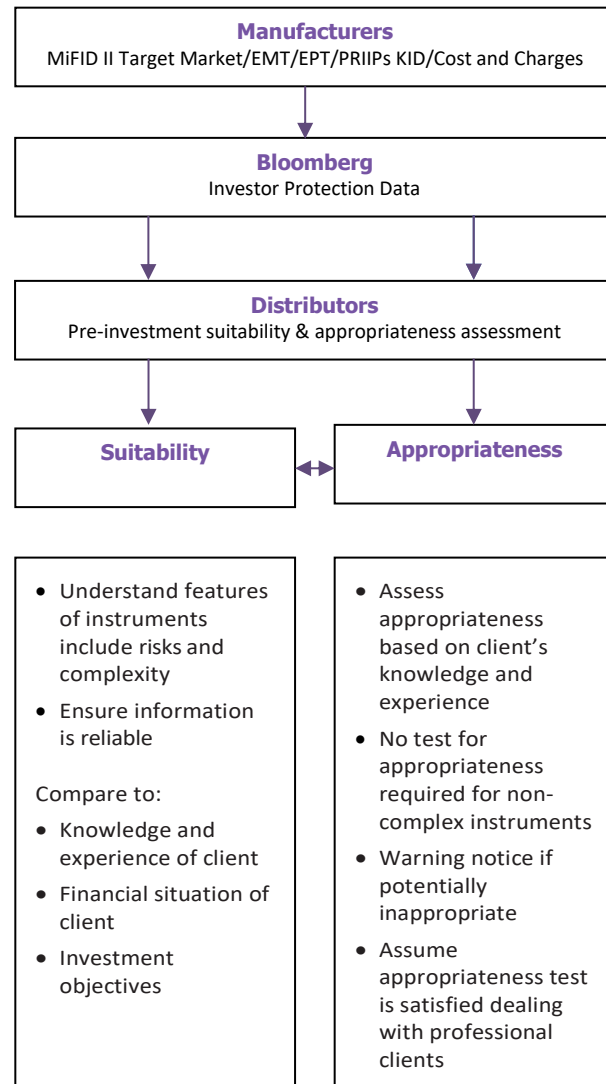 Manufacturers
MiFID II Target Market/EMT/EPT/PRIIPs KID/Cost and Charges
Bloomberg
Investor Protection Data
Distributors
Pre-investment suitability & appropriateness assessment
Suitability
Appropriateness
• Understand features
of instruments
include risks and
complexity
• Ensure information
is reliable
Compare to:
• Knowledge and
experience of client
• Financial situation of
client
• Investment
objectives
• Assess
appropriateness
based on client’s
knowledge and
experience
• No test for
appropriateness
required for non-
complex instruments
• Warning notice if
potentially
inappropriate
• Assume
appropriateness test
is satisfied dealing
with professional
clients